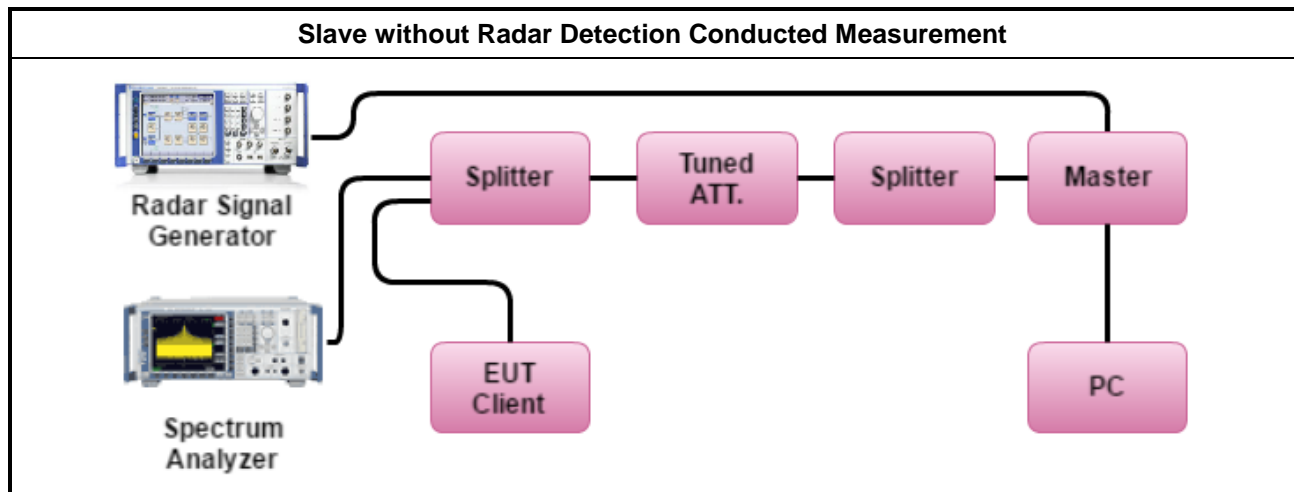 Slave without Radar Detection Conducted Measurement
Radar Signal
Generator
Splitter
Tuned
ATT.
Splitter
Master
Spectrum
Analyzer
EUT
Client
PC